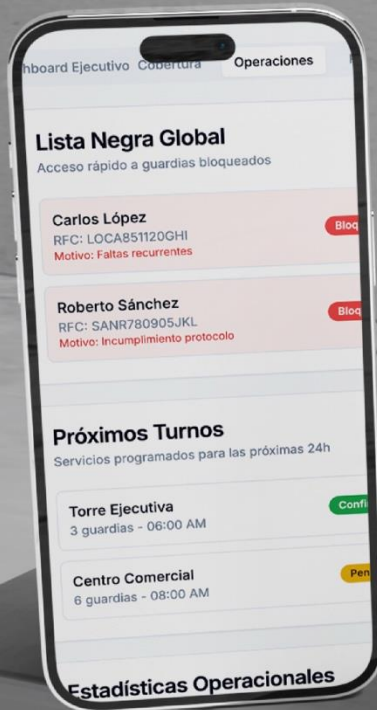 hboard Ejecutivo Cobertura Operaciones
Lista Negra Global
Acceso rápido a guardias bloqueados
Carlos López
RFC: LOCA851120GHI
Motivo: Faltas recurrentes
Bloq
Roberto Sánchez
RFC: SANR780905JKL
Motivo: Incumplimiento protocolo
Bloq
Próximos Turnos
Servicios programados para las próximas 24h
Torre Ejecutiva
3 guardias - 06:00 AM
Confi
Centro Comercial
6 guardias - 08:00 AM
Pen
Estadísticas Operacionales